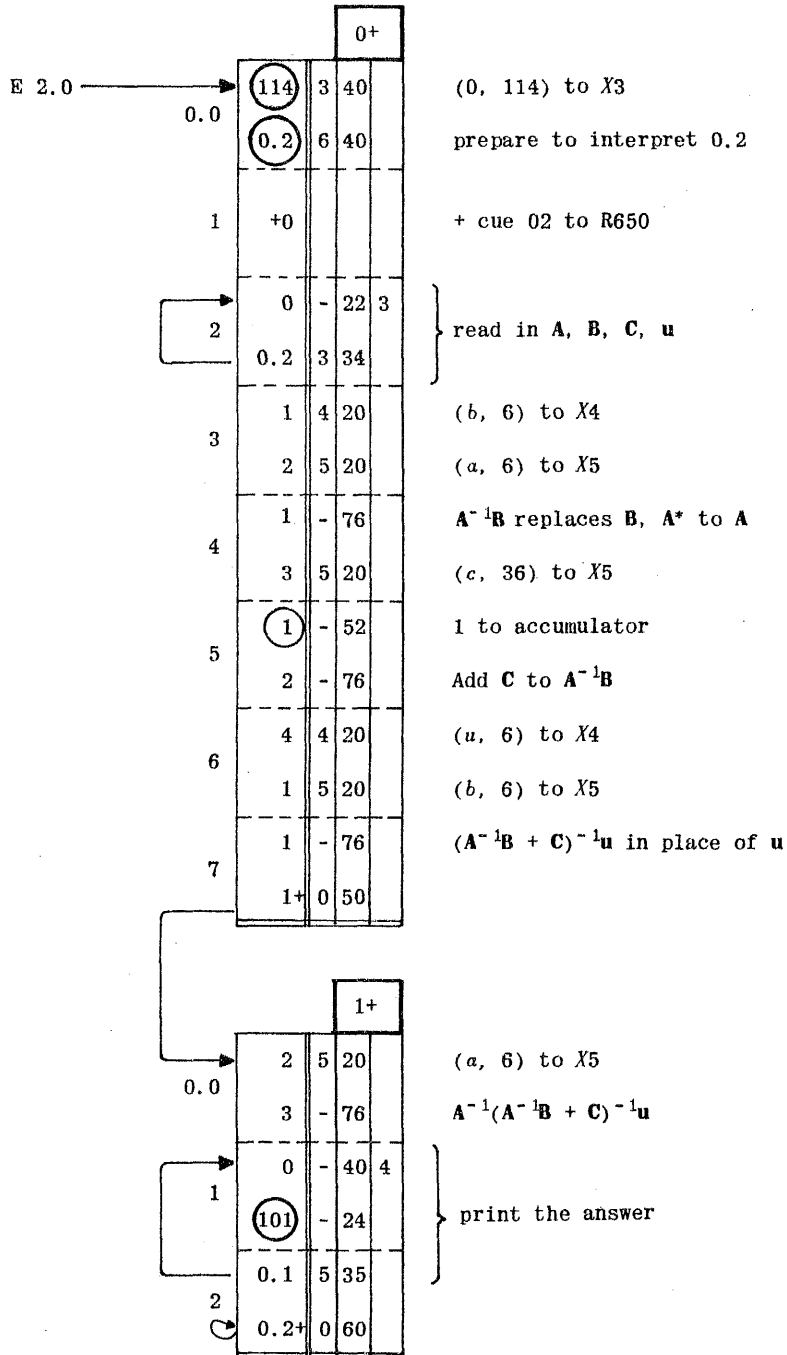 0+
E 2.0 114 3 40 (0, 114) to X3
0.0
0.2 6 40 prepare to interpret 0.2
1 +0 + cue 02 to R650
0 - 22 3
2 read in A, B, C, u
0.2 3 34
1 4 20 (b, 6) to X4
3
2 5 20 (a, 6) to X5
1 - 76 A⁻¹B replaces B, A* to A
4
3 5 20 (c, 36) to X5
1 - 52 1 to accumulator
5
2 - 76 Add C to A⁻¹B
4 4 20 (u, 6) to X4
6
1 5 20 (b, 6) to X5
1 - 76 (A⁻¹B + C)⁻¹u in place of u
7
1+ 0 50
1+
2 5 20 (a, 6) to X5
0.0
3 - 76 A⁻¹(A⁻¹B + C)⁻¹u
0 - 40 4
1
101 - 24 print the answer
0.1 5 35
2
0.2+ 0 60